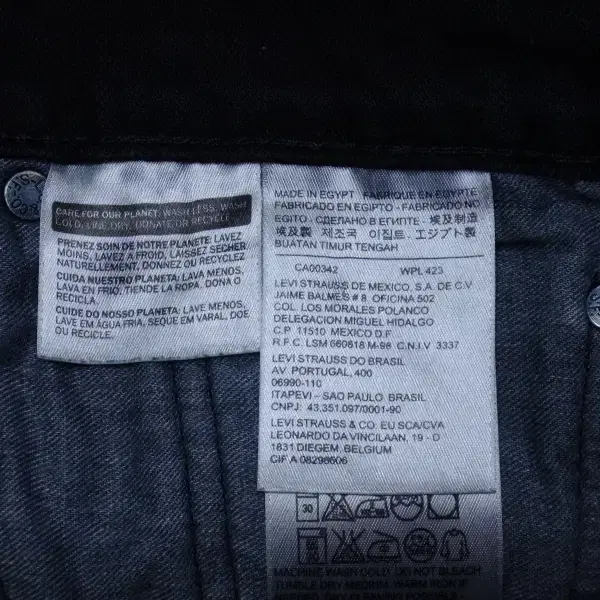 CARE FOR OUR PLANET: WASH LESS, WASH
COLD, LINE DRY, DONATE OR RECYCLE
PRENEZ SOIN DE NOTRE PLANETE: LAVEZ
MOINS, LAVEZ A FROID, LAISSEZ SECHER
NATURELLEMENT, DONNEZ OU RECYCLEZ
CUIDA NUESTRO PLANETA: LAVA MENOS,
LAVA EN FRIO, TIENDE LA ROPA, DONA O
RECICLA.
CUIDE DO NOSSO PLANETA: LAVE MENOS,
LAVE EM ÁGUA FRIA, SEQUE EM VARAL, DOE
OU RECICLE.
MADE IN EGYPT FABRIQUE EN EGYPTE
FABRICADO EN EGIPTO - FABRICADO NO
EGITO - СДЕЛАНО В ЕГИПТЕ - 埃及制造
埃及製 제조국 이집트. エジプト製
BUATAN TIMUR TENGAH
CA00342 WPL 423
LEVI STRAUSS DE MEXICO, S.A. DE C.V
JAIME BALMES # 8 OFICINA 502
COL. LOS MORALES POLANCO
DELEGACION MIGUEL HIDALGO
C.P. 11510 MEXICO D.F
R.F.C. LSM 660618 M-98 C.N.I.V 3337
LEVI STRAUSS DO BRASIL
AV. PORTUGAL, 400
06990-110
ITAPEVI - SAO PAULO BRASIL
CNPJ: 43.351.097/0001-90
LEVI STRAUSS & CO. EU SCA/CVA
LEONARDO DA VINCILAAN, 19 - D
1831 DIEGEM, BELGIUM
CIF A 08298606
30
MACHINE WASH COLD DO NOT BLEACH
TUMBLE DRY MEDIUM WARM IRON IF